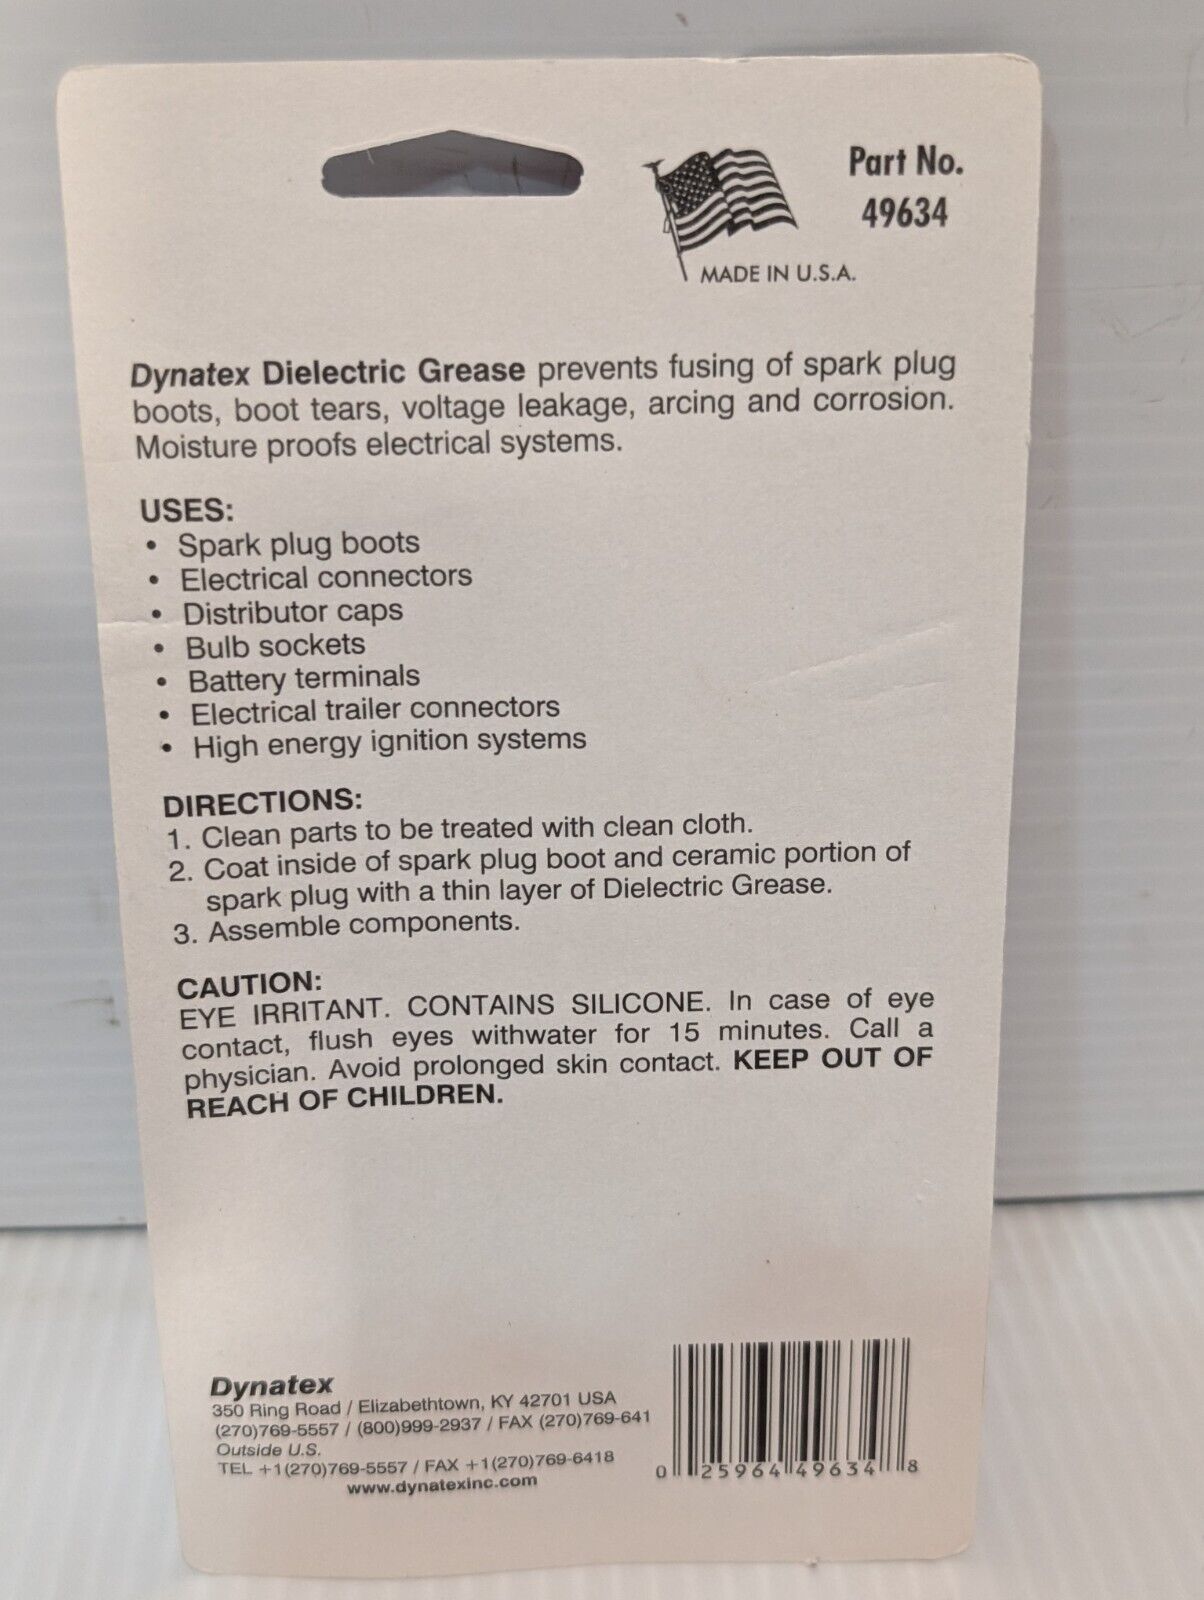 Part No.
49634
MADE IN U.S.A.
Dynatex Dielectric Grease prevents fusing of spark plug
boots, boot tears, voltage leakage, arcing and corrosion.
Moisture proofs electrical systems.
USES:
• Spark plug boots
• Electrical connectors
• Distributor caps
• Bulb sockets
• Battery terminals
• Electrical trailer connectors
• High energy ignition systems
DIRECTIONS:
1. Clean parts to be treated with clean cloth.
2. Coat inside of spark plug boot and ceramic portion of
spark plug with a thin layer of Dielectric Grease.
3. Assemble components.
CAUTION:
EYE IRRITANT. CONTAINS SILICONE. In case of eye
contact, flush eyes withwater for 15 minutes. Call a
physician. Avoid prolonged skin contact. KEEP OUT OF
REACH OF CHILDREN.
Dynatex
350 Ring Road / Elizabethtown, KY 42701 USA
(270)769-5557 / (800)999-2937 / FAX (270)769-641
Outside U.S.
TEL +1(270)769-5557 / FAX +1(270)769-6418
www.dynatexinc.com
0 25964 49634 8